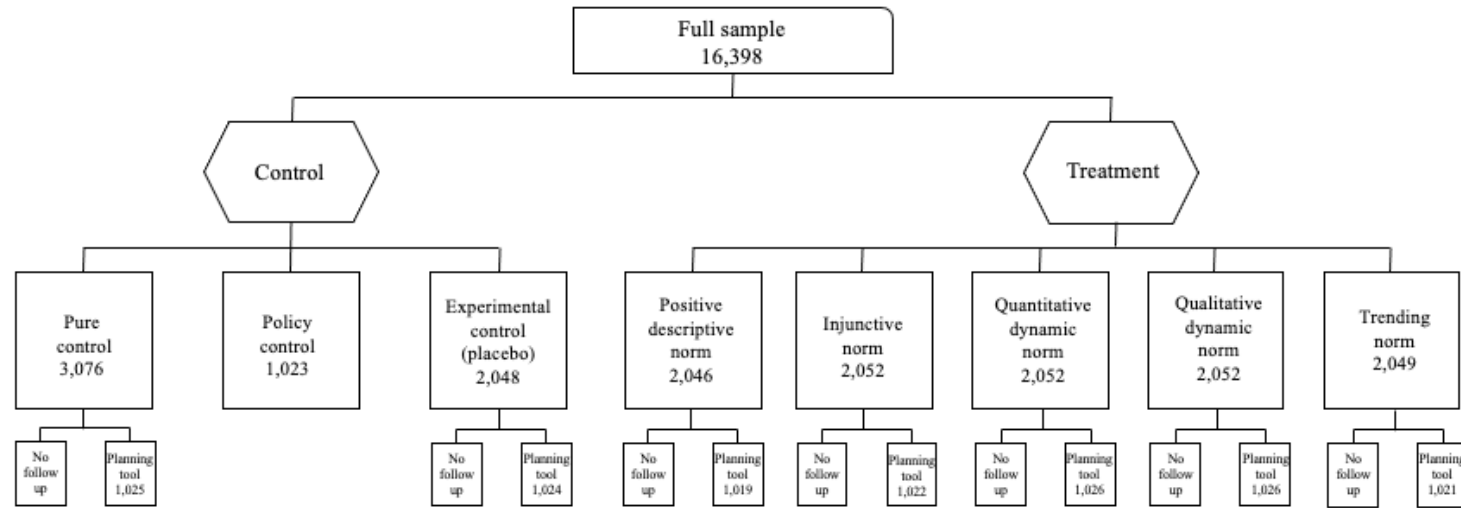 Full sample
16,398
Control
Treatment
Pure
control
3,076
Policy
control
1,023
Experimental
control
(placebo)
2,048
Positive
descriptive
norm
2,046
Injunctive
norm
2,052
Quantitative
dynamic
norm
2,052
Qualitative
dynamic
norm
2,052
Trending
norm
2,049
No
follow
up
Planning
tool
1,025
No
follow
up
Planning
tool
1,024
No
follow
up
Planning
tool
1,019
No
follow
up
Planning
tool
1,022
No
follow
up
Planning
tool
1,026
No
follow
up
Planning
tool
1,026
No
follow
up
Planning
tool
1,021